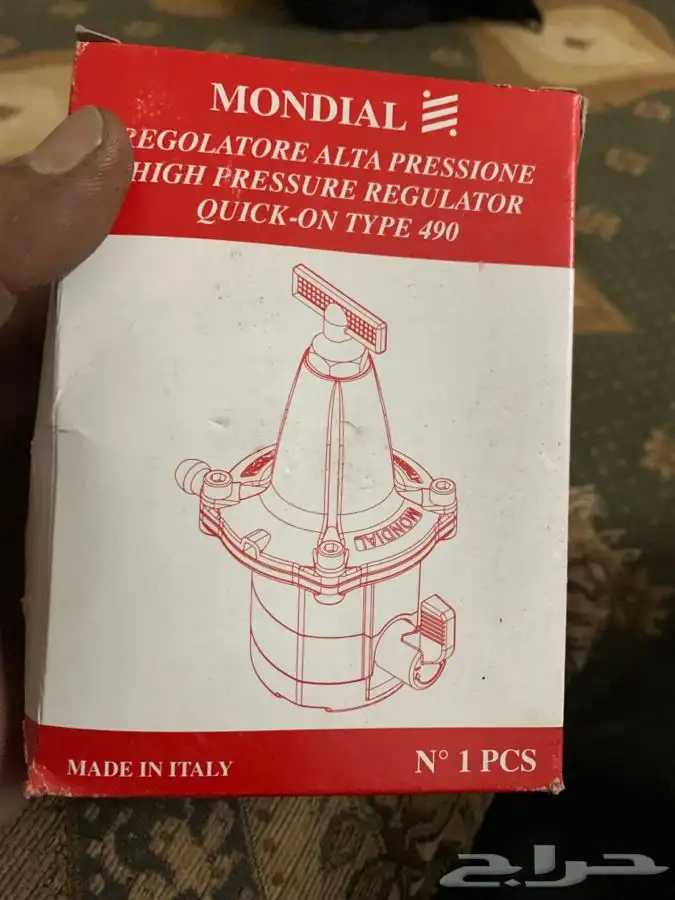 MONDIAL
REGOLATORE ALTA PRESSIONE
HIGH PRESSURE REGULATOR
QUICK-ON TYPE 490
MONDIAL
MADE IN ITALY
N° 1 PCS
حراج